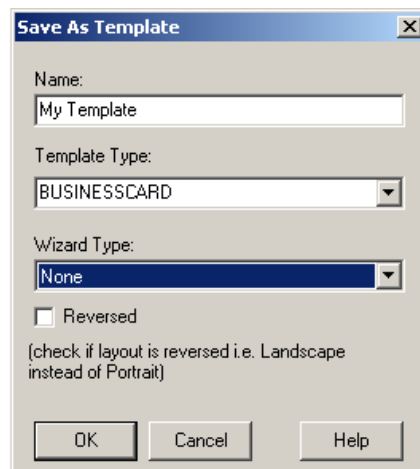 Save As Template
Name:
My Template
Template Type:
BUSINESSCARD
Wizard Type:
None
Reversed
(check if layout is reversed i.e. Landscape
instead of Portrait)
OK Cancel Help